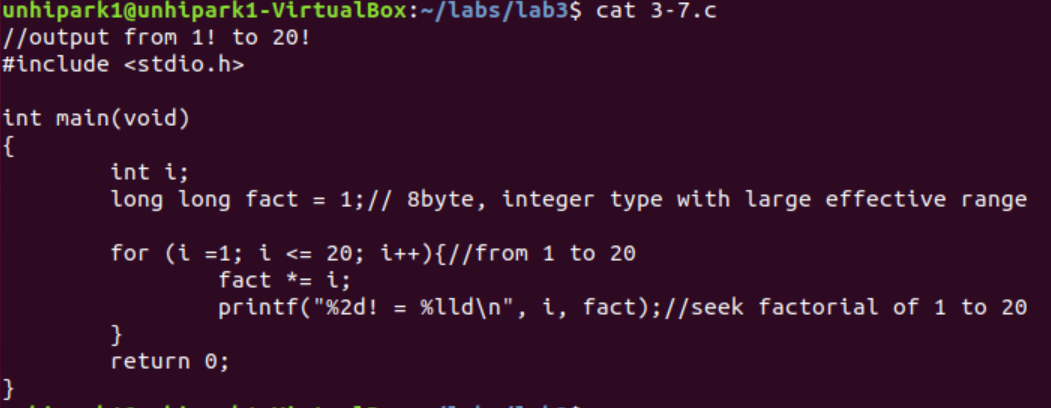 unhipark1@unhipark1-VirtualBox:~/labs/lab3$ cat 3-7.c
//output from 1! to 20!
#include <stdio.h>

int main(void)
{
        int i;
        long long fact = 1;// 8byte, integer type with large effective range

        for (i =1; i <= 20; i++){//from 1 to 20
                fact *= i;
                printf("%2d! = %lld\n", i, fact);//seek factorial of 1 to 20
        }
        return 0;
}